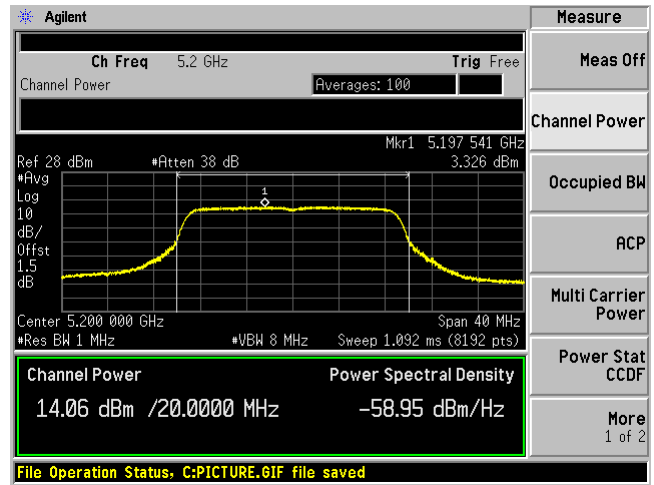 Agilent
Measure
Ch Freq 5.2 GHz Trig Free
Channel Power Averages: 100
Mkr1 5.197 541 GHz
Ref 28 dBm #Atten 38 dB 3.326 dBm
#Avg
Log
10
dB/
Offst
1.5
dB
1
Center 5.200 000 GHz Span 40 MHz
#Res BW 1 MHz #VBW 8 MHz Sweep 1.092 ms (8192 pts)
Channel Power Power Spectral Density
14.06 dBm /20.0000 MHz -58.95 dBm/Hz
File Operation Status, C:PICTURE.GIF file saved
Meas Off
Channel Power
Occupied BW
ACP
Multi Carrier
Power
Power Stat
CCDF
More
1 of 2